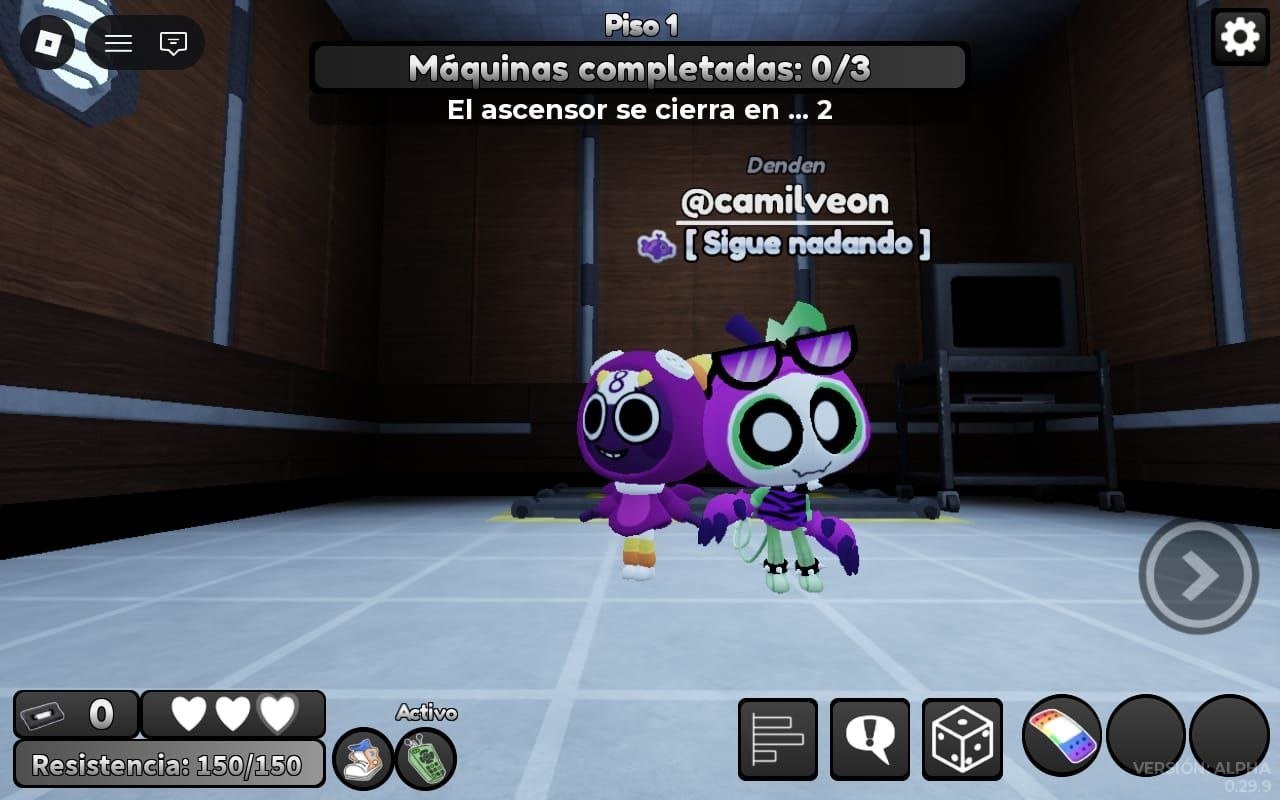 Piso 1
Máquinas completadas: 0/3
El ascensor se cierra en ... 2
Denden
@camilveon
[ Sigue nadando ]
8
0
Activo
Resistencia: 150/150
VERSIÓN: ALPHA
0.29.9